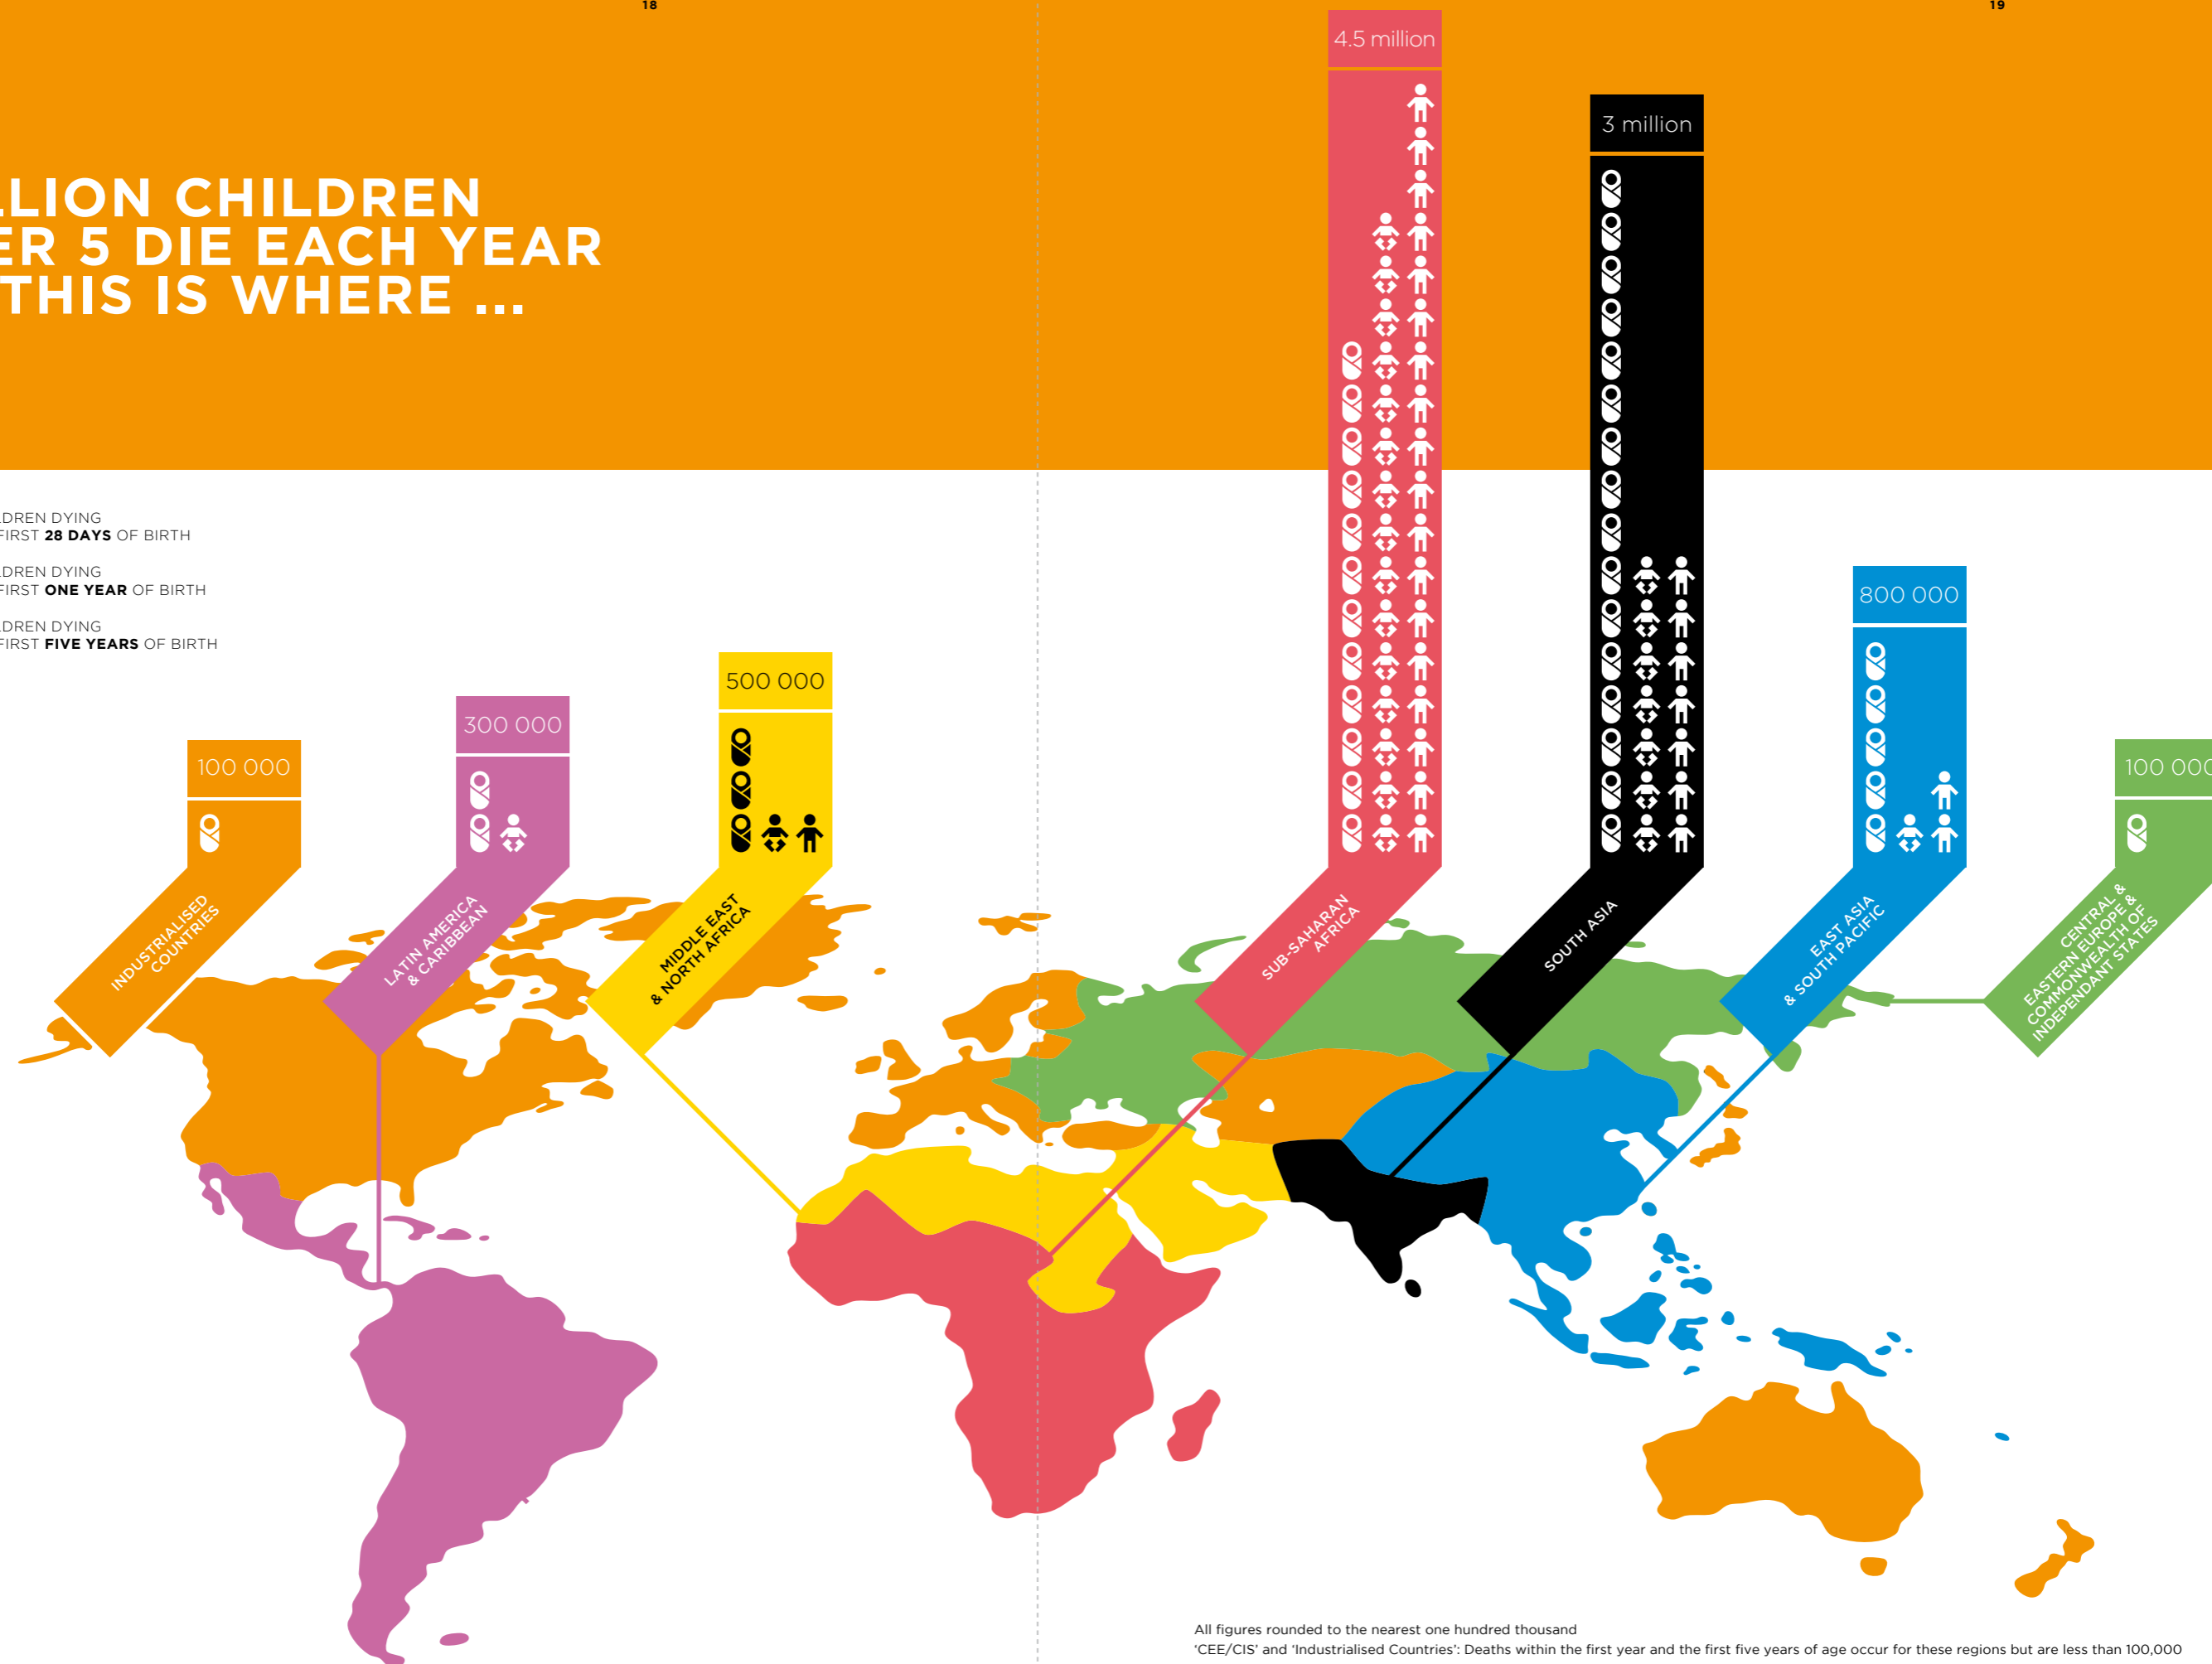 18
19
LLION CHILDREN
ER 5 DIE EACH YEAR
THIS IS WHERE ...
LDREN DYING
FIRST 28 DAYS OF BIRTH
LDREN DYING
FIRST ONE YEAR OF BIRTH
LDREN DYING
FIRST FIVE YEARS OF BIRTH
100 000
INDUSTRIALISED
COUNTRIES
300 000
LATIN AMERICA
& CARIBBEAN
500 000
MIDDLE EAST
& NORTH AFRICA
4.5 million
SUB-SAHARAN
AFRICA
3 million
SOUTH ASIA
800 000
EAST ASIA
& SOUTH PACIFIC
100 000
CENTRAL &
EASTERN EUROPE &
COMMONWEALTH OF
INDEPENDANT STATES
All figures rounded to the nearest one hundred thousand
‘CEE/CIS’ and ‘Industrialised Countries’: Deaths within the first year and the first five years of age occur for these regions but are less than 100,000